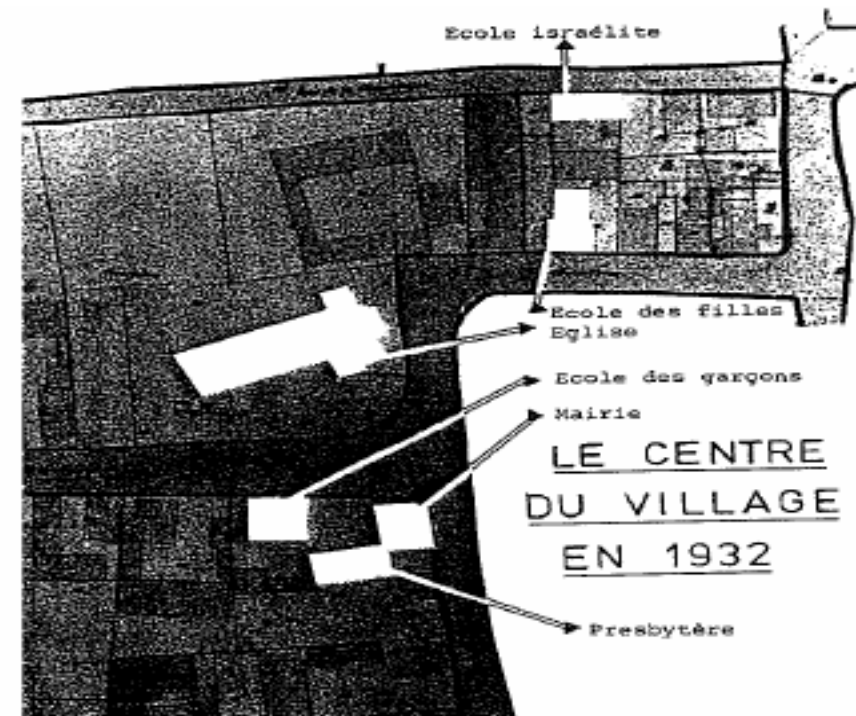 Ecole israélite
Ecole des filles
Eglise
Ecole des garçons
Mairie
LE CENTRE
DU VILLAGE
EN 1932
Presbytère